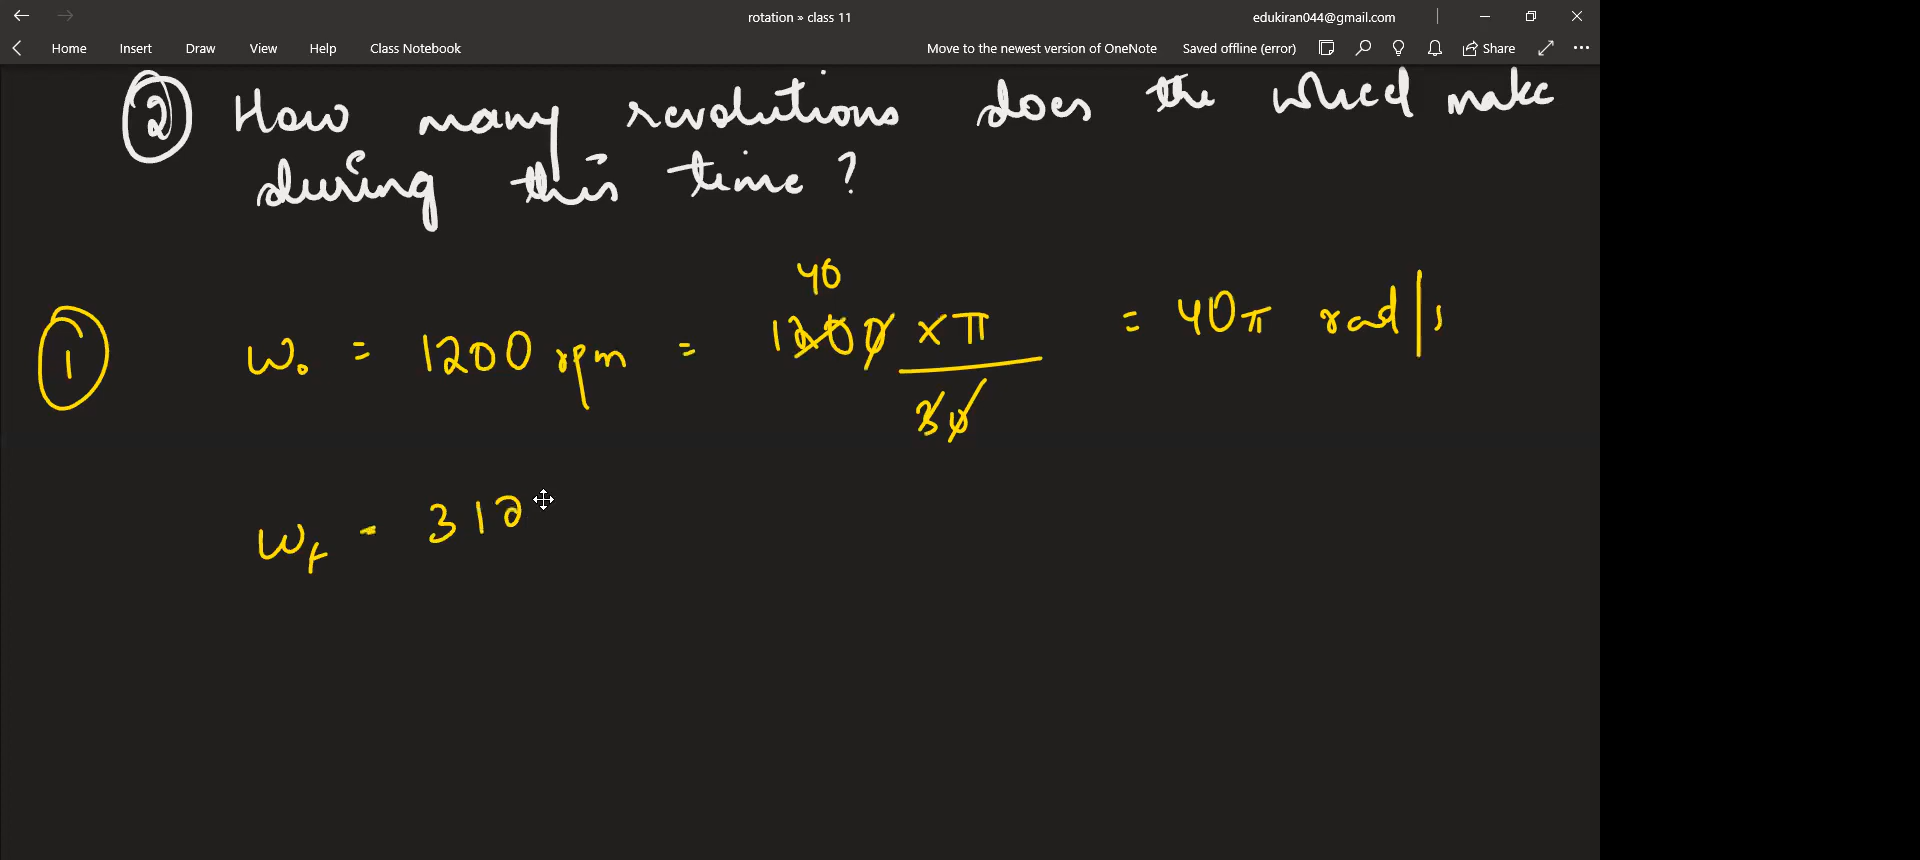 rotation » class 11
edukiran044@gmail.com
Home Insert Draw View Help Class Notebook
Move to the newest version of OneNote Saved offline (error) Share
② How many revolutions does the wheel make
during this time ?
① ω₀ = 1200 rpm = 1200 × π / 30 = 40π rad/s
40
ωf = 312